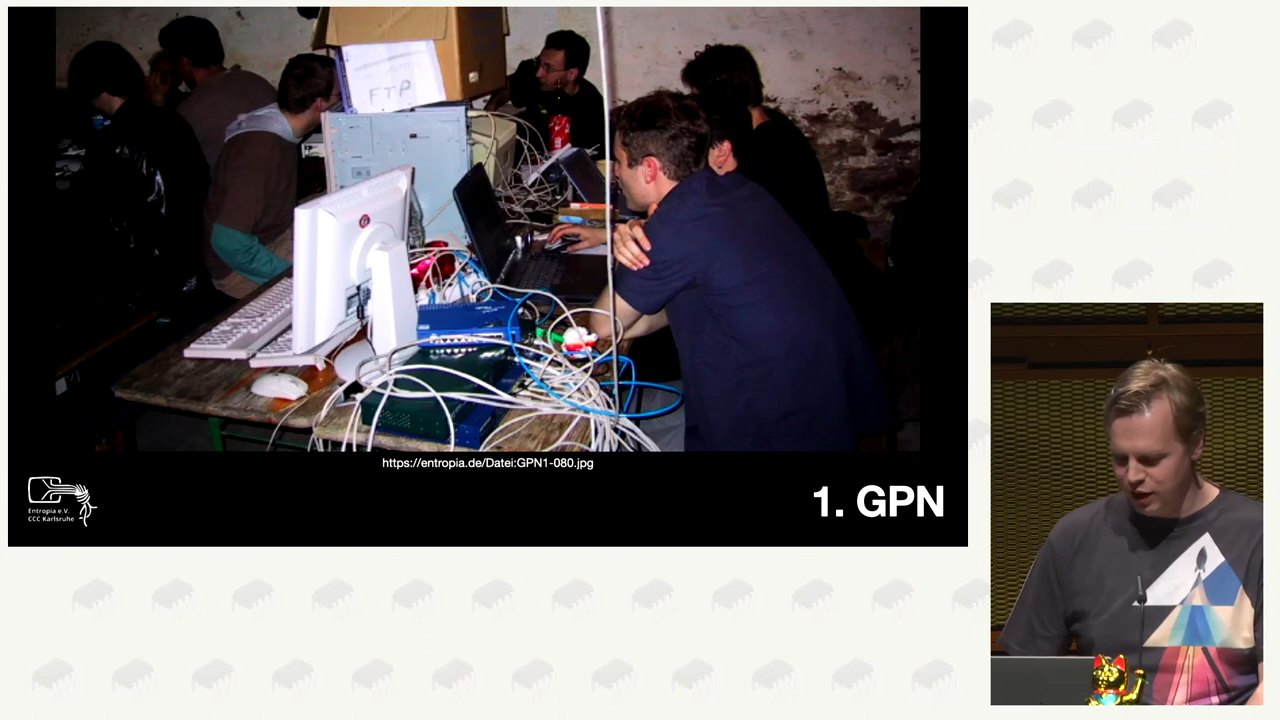 FTP
https://entropia.de/Datei:GPN1-080.jpg
Entropia e.V.
CCC Karlsruhe
1. GPN